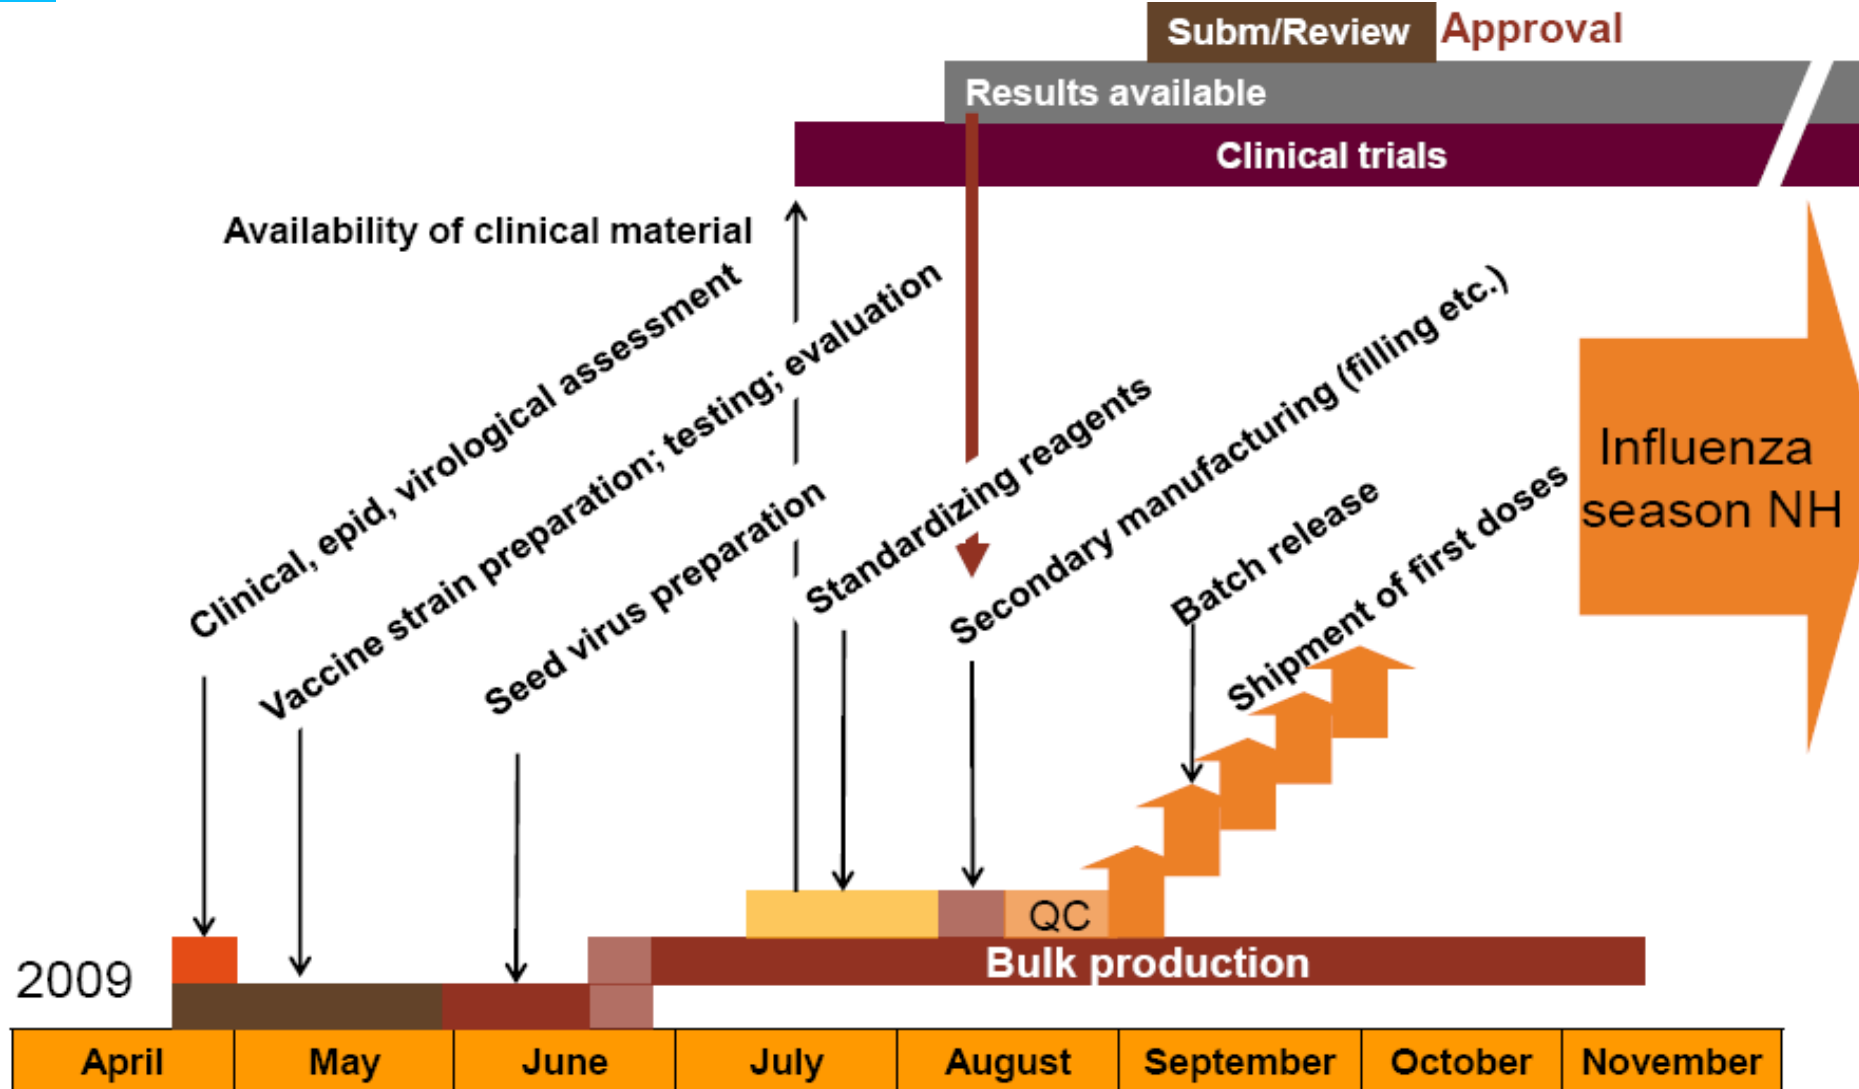 Subm/Review
Approval
Results available
Clinical trials
Availability of clinical material
Clinical, epid, virological assessment
Vaccine strain preparation; testing; evaluation
Seed virus preparation
Standardizing reagents
Secondary manufacturing (filling etc.)
Batch release
Shipment of first doses
Influenza
season NH
QC
Bulk production
2009
April
May
June
July
August
September
October
November